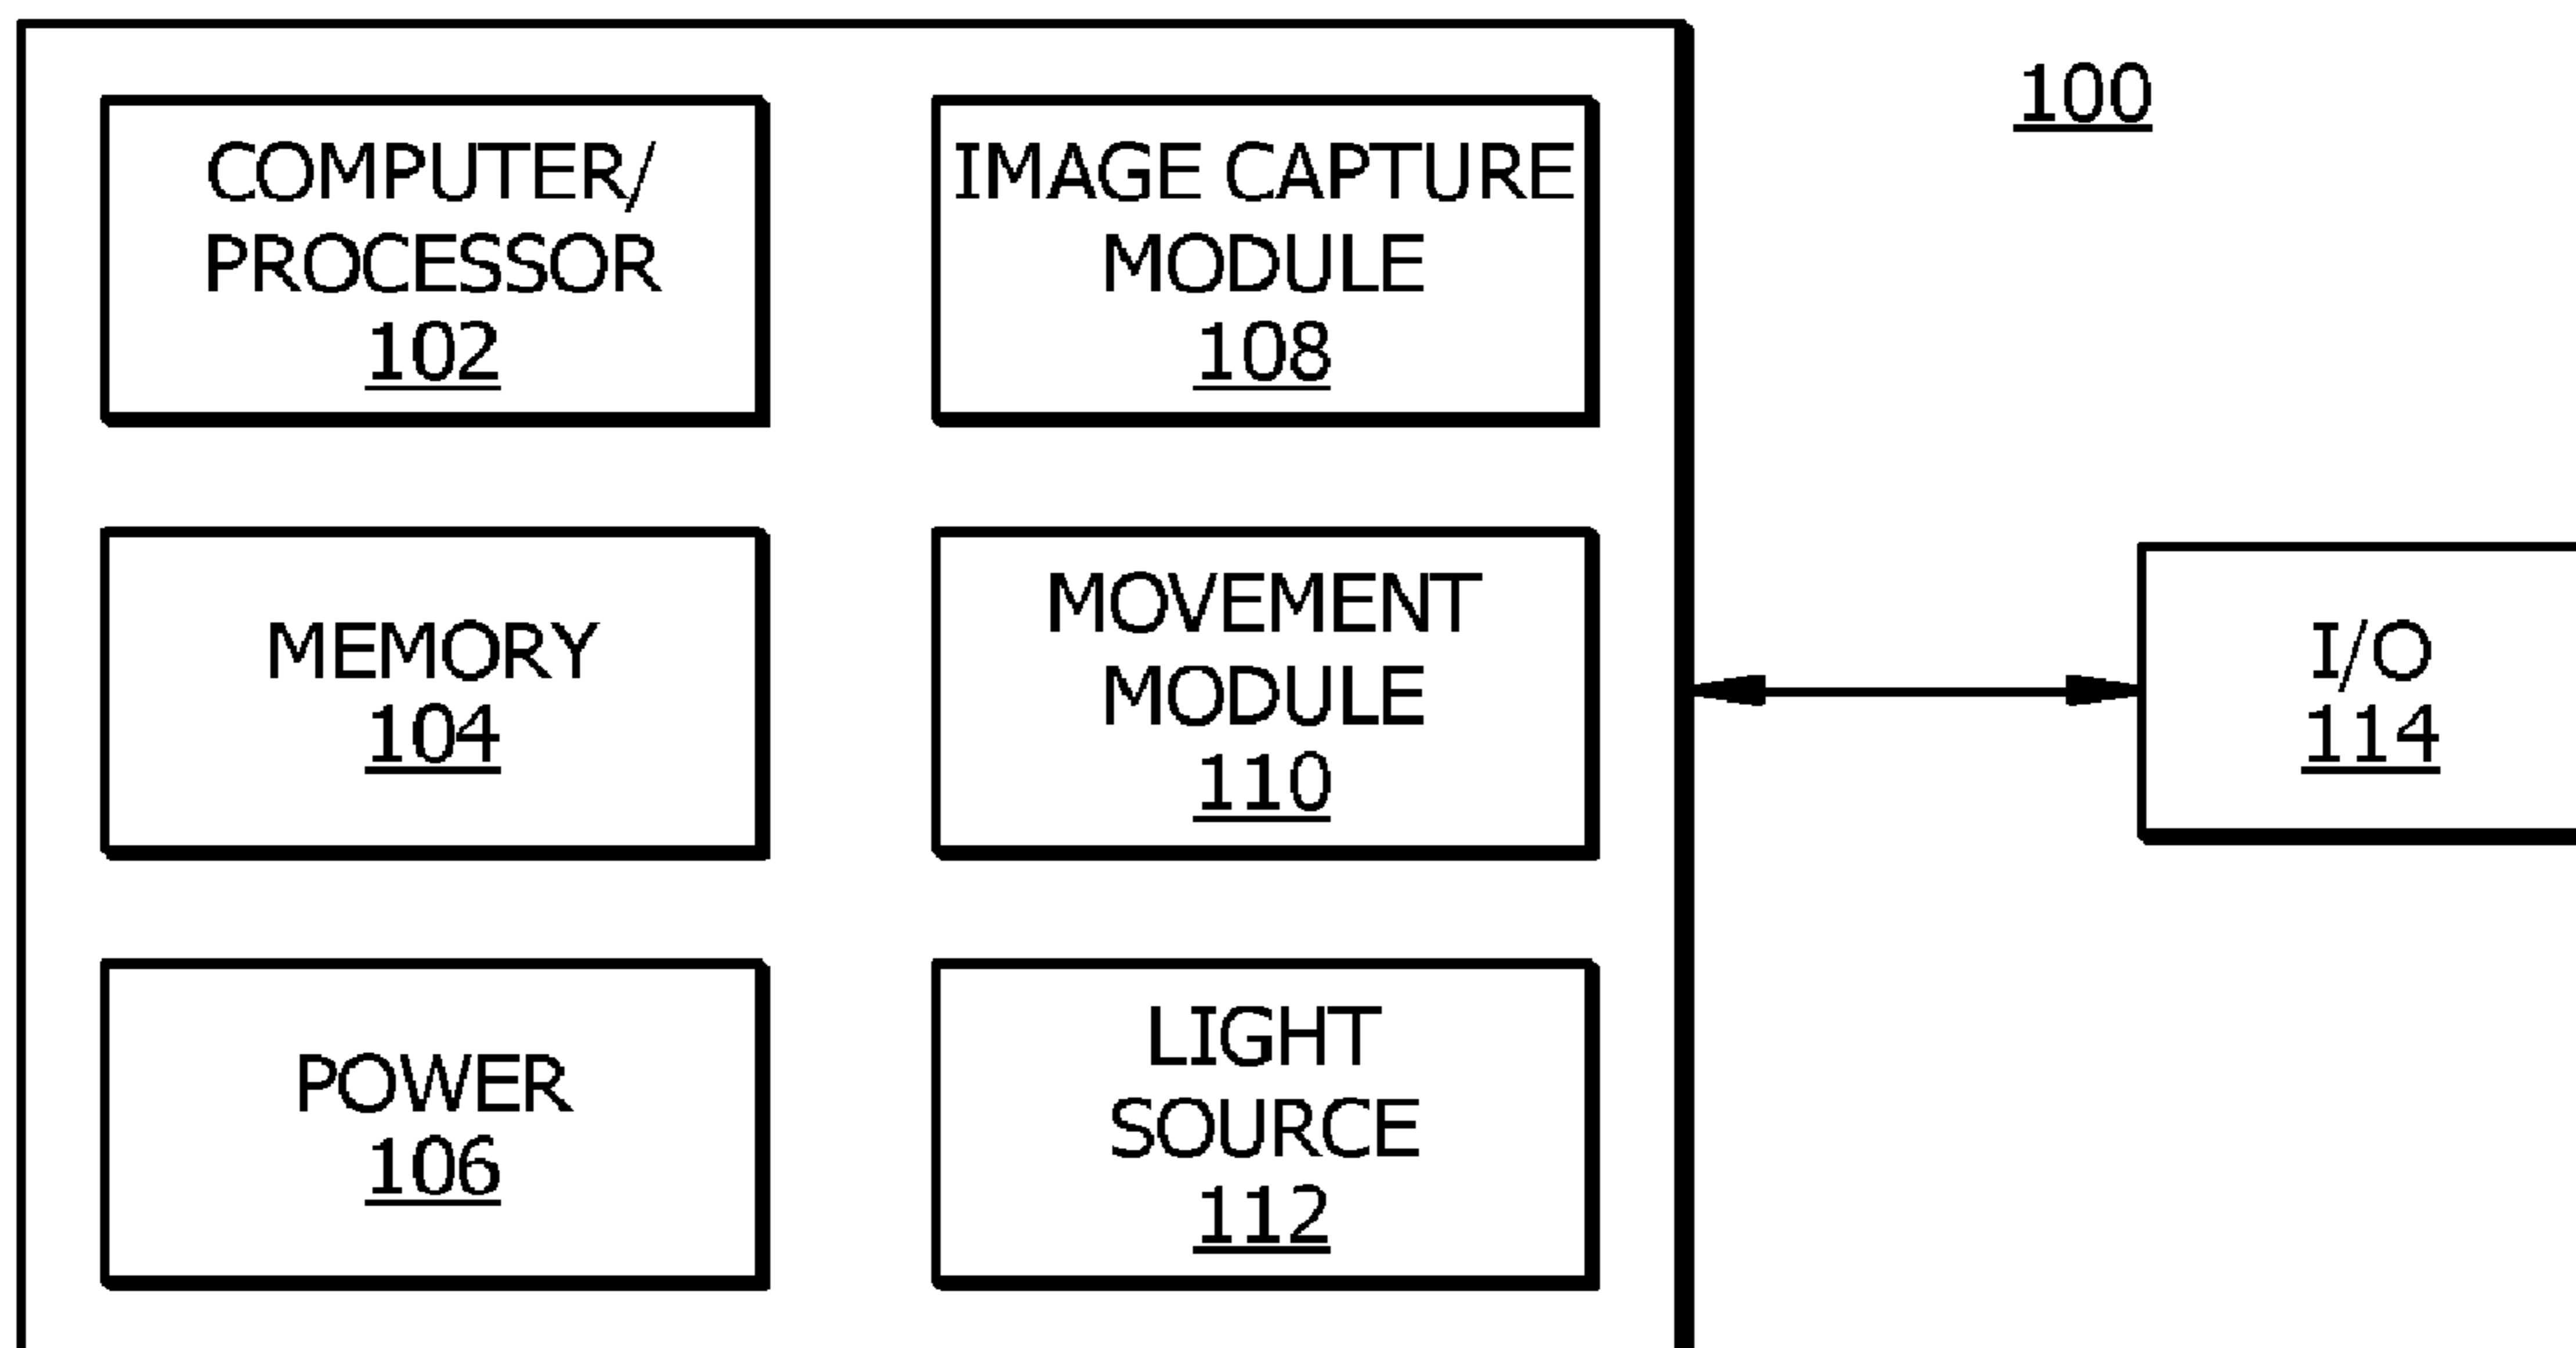 100
COMPUTER/
PROCESSOR
102
IMAGE CAPTURE
MODULE
108
MEMORY
104
MOVEMENT
MODULE
110
I/O
114
POWER
106
LIGHT
SOURCE
112